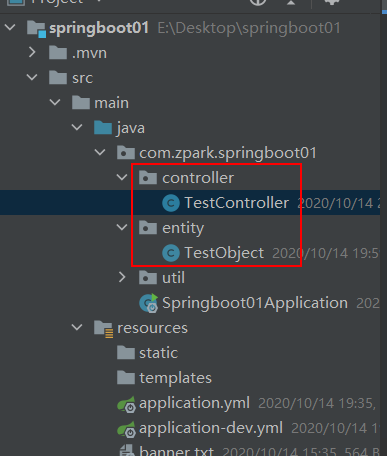 Project
springboot01 E:\Desktop\springboot01
.mvn
src
main
java
com.zpark.springboot01
controller
TestController 2020/10/14 2
entity
TestObject 2020/10/14 19:5
util
Springboot01Application 202
resources
static
templates
application.yml 2020/10/14 19:35,
application-dev.yml 2020/10/14
banner.txt 2020/10/14 15:35, 564 B